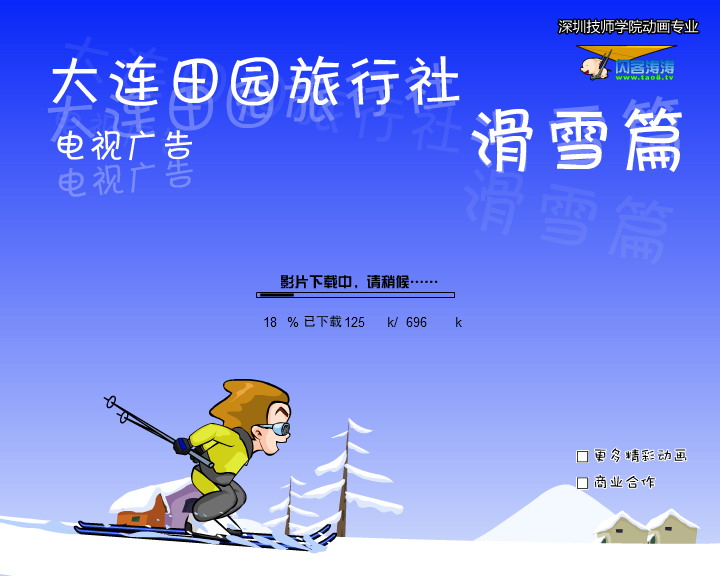 深圳技师学院动画专业
闪客涛涛
www.tao8.tv
大连田园旅行社
电视广告
滑雪篇
影片下载中，请稍候……
18 % 已下载 125 k/ 696 k
更多精彩动画
商业合作